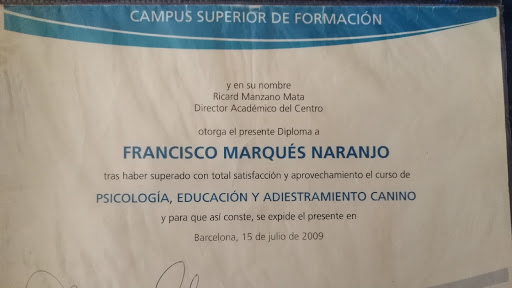 CAMPUS SUPERIOR DE FORMACIÓN
y en su nombre
Ricard Manzano Mata
Director Académico del Centro
otorga el presente Diploma a
FRANCISCO MARQUÉS NARANJO
tras haber superado con total satisfacción y aprovechamiento el curso de
PSICOLOGÍA, EDUCACIÓN Y ADIESTRAMIENTO CANINO
y para que así conste, se expide el presente en
Barcelona, 15 de julio de 2009